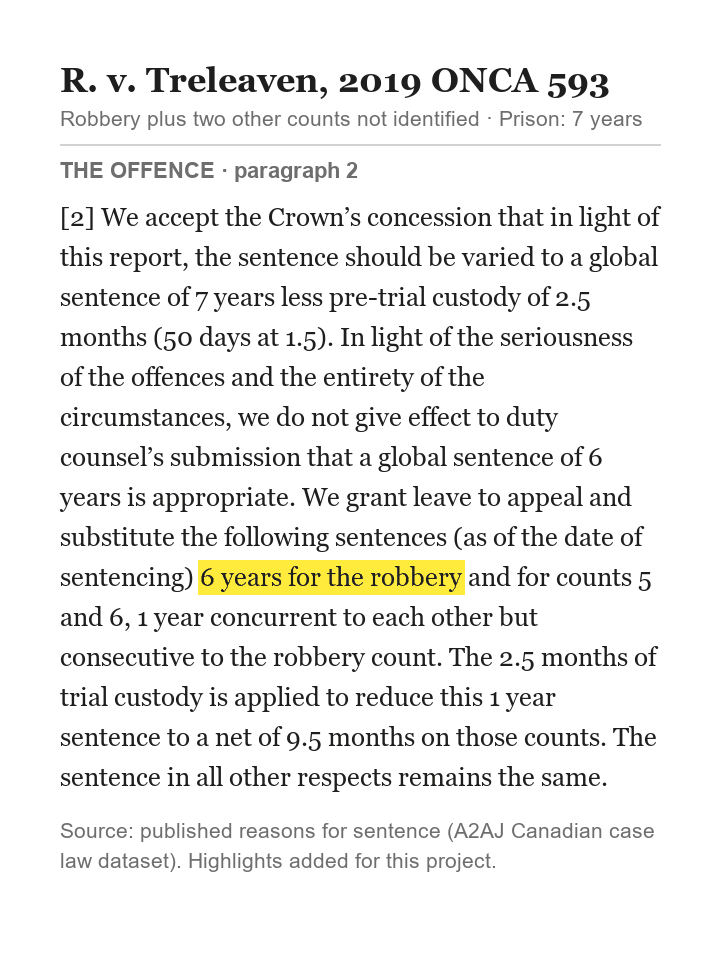 R. v. Treleaven, 2019 ONCA 593
Robbery plus two other counts not identified · Prison: 7 years
THE OFFENCE · paragraph 2
[2] We accept the Crown’s concession that in light of
this report, the sentence should be varied to a global
sentence of 7 years less pre-trial custody of 2.5
months (50 days at 1.5). In light of the seriousness
of the offences and the entirety of the
circumstances, we do not give effect to duty
counsel’s submission that a global sentence of 6
years is appropriate. We grant leave to appeal and
substitute the following sentences (as of the date of
sentencing) 6 years for the robbery and for counts 5
and 6, 1 year concurrent to each other but
consecutive to the robbery count. The 2.5 months of
trial custody is applied to reduce this 1 year
sentence to a net of 9.5 months on those counts. The
sentence in all other respects remains the same.
Source: published reasons for sentence (A2AJ Canadian case
law dataset). Highlights added for this project.